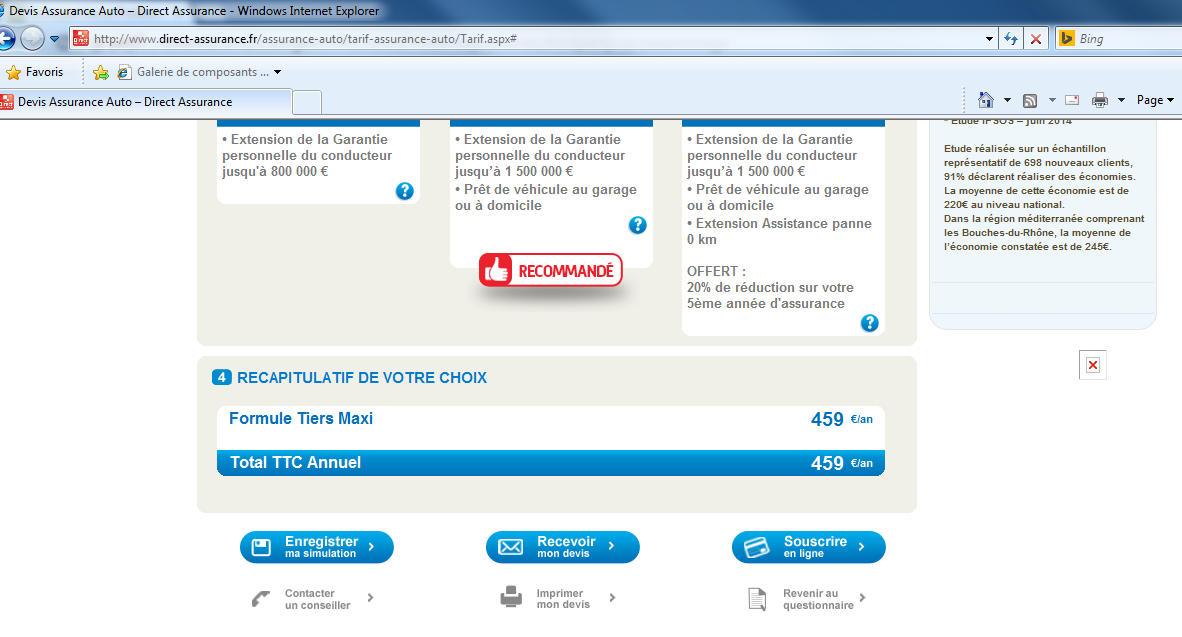 Devis Assurance Auto – Direct Assurance - Windows Internet Explorer
http://www.direct-assurance.fr/assurance-auto/tarif-assurance-auto/Tarif.aspx#
Bing
Favoris
Galerie de composants ...
Devis Assurance Auto – Direct Assurance
Page
• Extension de la Garantie
personnelle du conducteur
jusqu'à 800 000 €
?
• Extension de la Garantie
personnelle du conducteur
jusqu'à 1 500 000 €
• Prêt de véhicule au garage
ou à domicile
?
RECOMMANDÉ
• Extension de la Garantie
personnelle du conducteur
jusqu'à 1 500 000 €
• Prêt de véhicule au garage
ou à domicile
• Extension Assistance panne
0 km
OFFERT :
20% de réduction sur votre
5ème année d'assurance
?
* Etude IPSOS – juin 2014
Etude réalisée sur un échantillon
représentatif de 698 nouveaux clients,
91% déclarent réaliser des économies.
La moyenne de cette économie est de
220€ au niveau national.
Dans la région méditerranée comprenant
les Bouches-du-Rhône, la moyenne de
l'économie constatée est de 245€.
4 RECAPITULATIF DE VOTRE CHOIX
Formule Tiers Maxi 459 €/an
Total TTC Annuel 459 €/an
Enregistrer
ma simulation
Recevoir
mon devis
Souscrire
en ligne
Contacter
un conseiller
Imprimer
mon devis
Revenir au
questionnaire